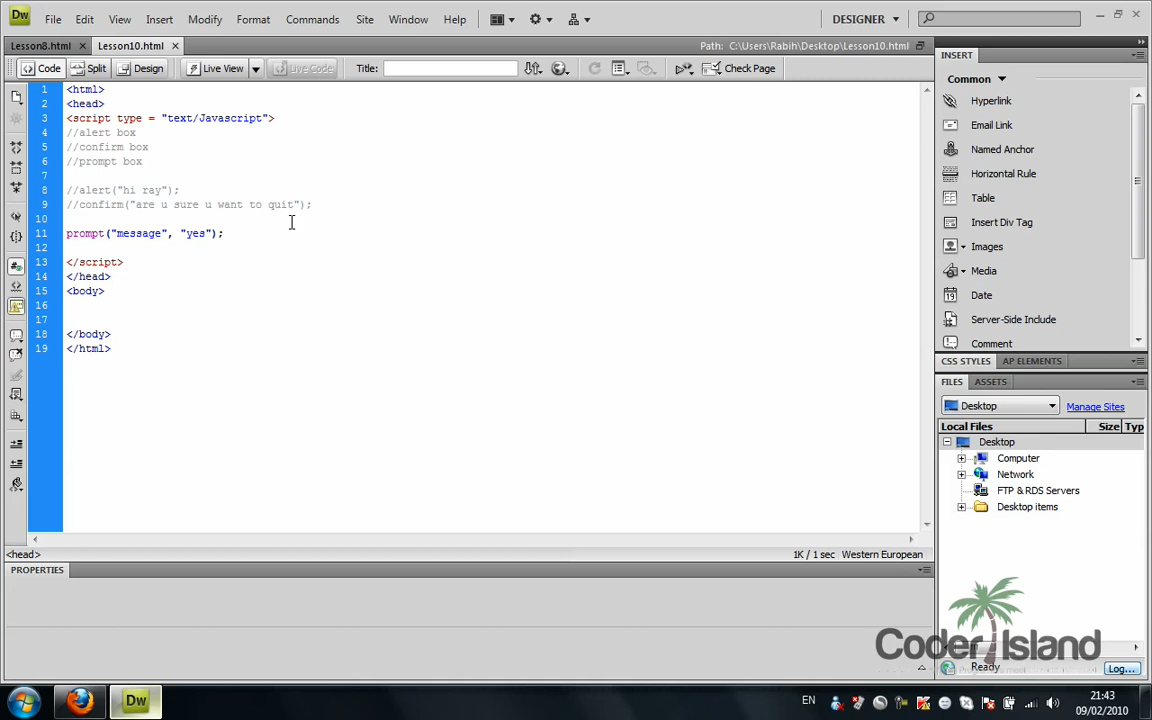 Dw File Edit View Insert Modify Format Commands Site Window Help DESIGNER
Lesson8.html Lesson10.html Path: C:\Users\Rabih\Desktop\Lesson10.html
Code Split Design Live View Live Code Title: Check Page
1 <html>
2 <head>
3 <script type = "text/Javascript">
4 //alert box
5 //confirm box
6 //prompt box
7
8 //alert("hi ray");
9 //confirm("are u sure u want to quit");
10
11 prompt("message", "yes");
12
13 </script>
14 </head>
15 <body>
16
17
18 </body>
19 </html>
<head> 1K / 1 sec Western European
PROPERTIES
INSERT
Common
Hyperlink
Email Link
Named Anchor
Horizontal Rule
Table
Insert Div Tag
Images
Media
19 Date
Server-Side Include
Comment
CSS STYLES AP ELEMENTS
FILES ASSETS
Desktop Manage Sites
Local Files Size Typ
Desktop
Computer
Network
FTP & RDS Servers
Desktop items
Coder Island
Ready Log...
Dw EN 21:43
09/02/2010